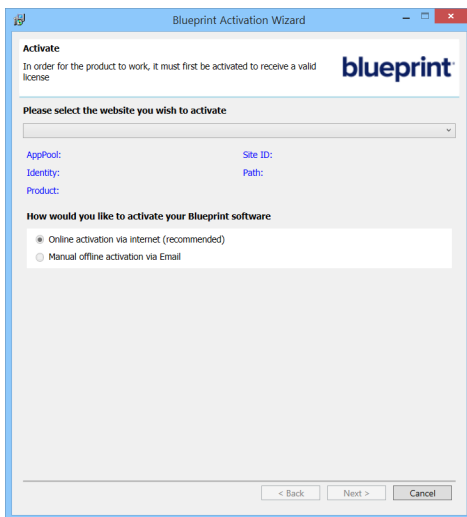 Blueprint Activation Wizard
Activate
In order for the product to work, it must first be activated to receive a valid
license
blueprint
Please select the website you wish to activate
AppPool:
Site ID:
Identity:
Path:
Product:
How would you like to activate your Blueprint software
Online activation via internet (recommended)
Manual offline activation via Email
< Back
Next >
Cancel